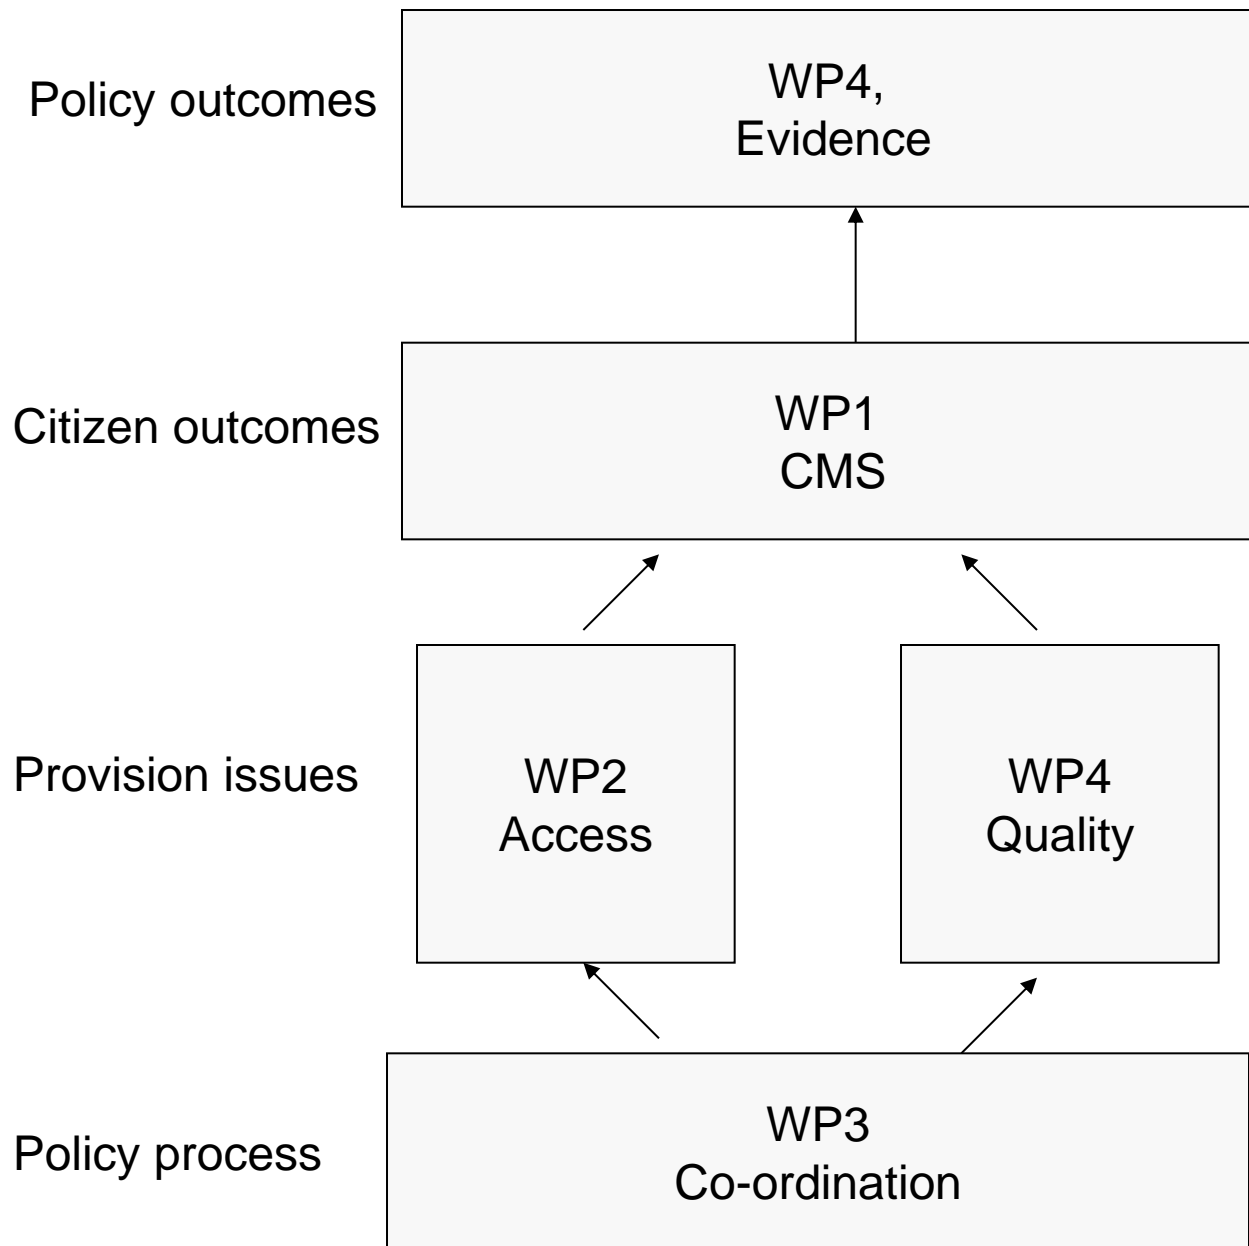 Policy outcomes
WP4,
Evidence
Citizen outcomes
WP1
CMS
Provision issues
WP2
Access
WP4
Quality
Policy process
WP3
Co-ordination